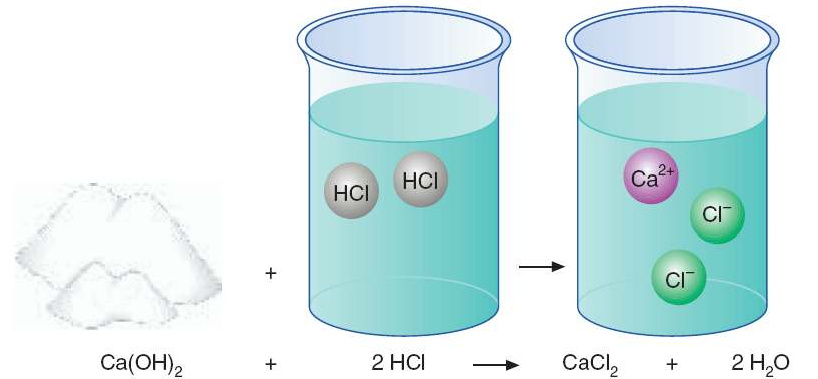 HCl HCl
Ca²⁺
Cl⁻
+
Cl⁻
Ca(OH)₂ + 2 HCl → CaCl₂ + 2 H₂O